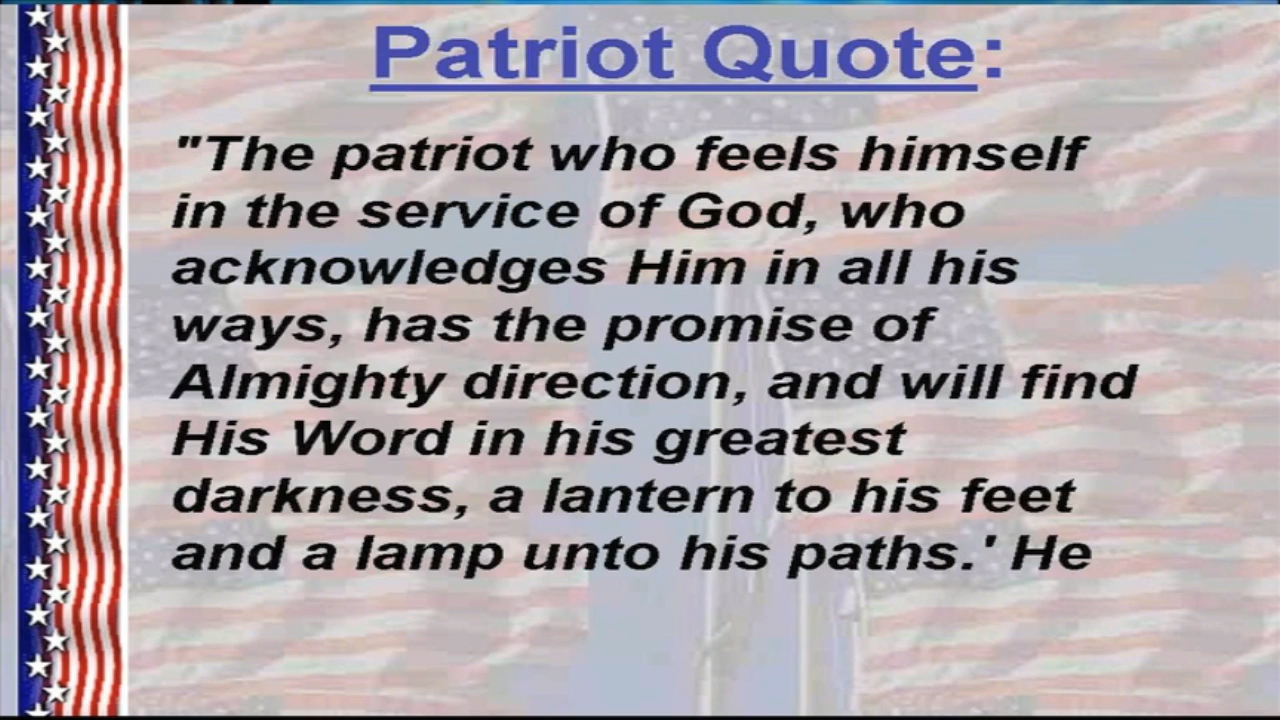 Patriot Quote:
"The patriot who feels himself
in the service of God, who
acknowledges Him in all his
ways, has the promise of
Almighty direction, and will find
His Word in his greatest
darkness, a lantern to his feet
and a lamp unto his paths.' He